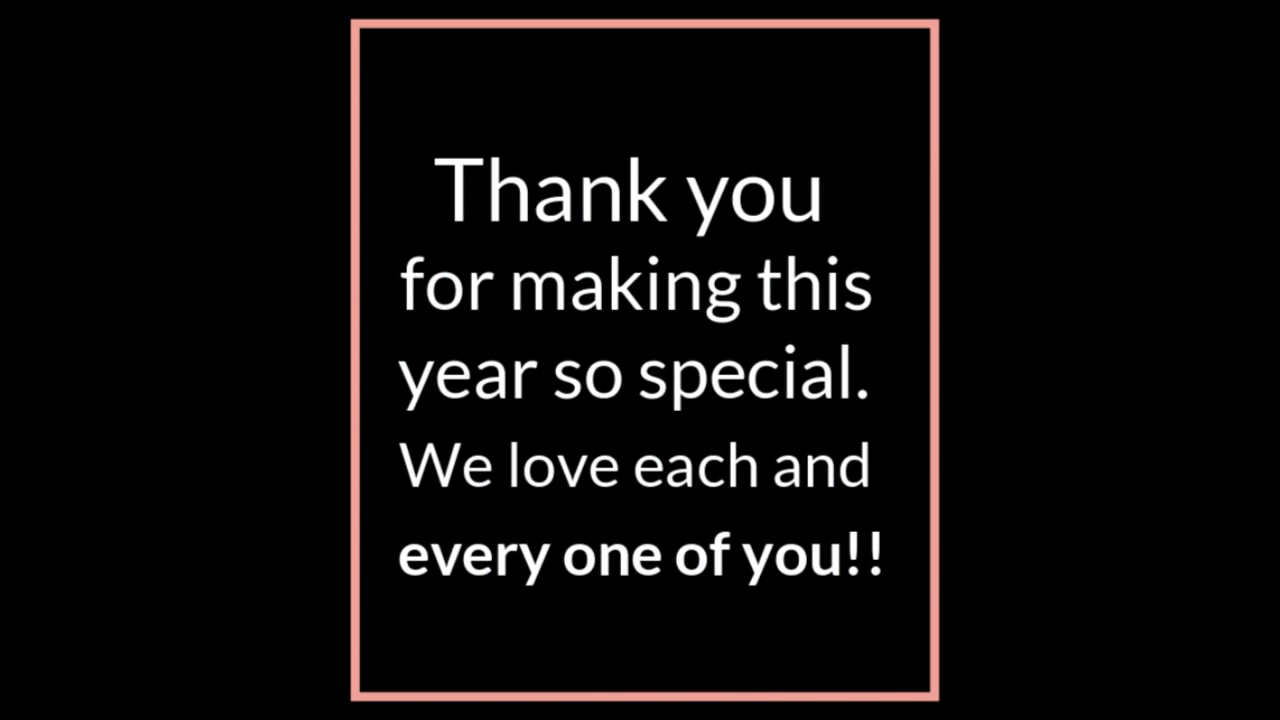 Thank you
for making this
year so special.
We love each and
every one of you!!